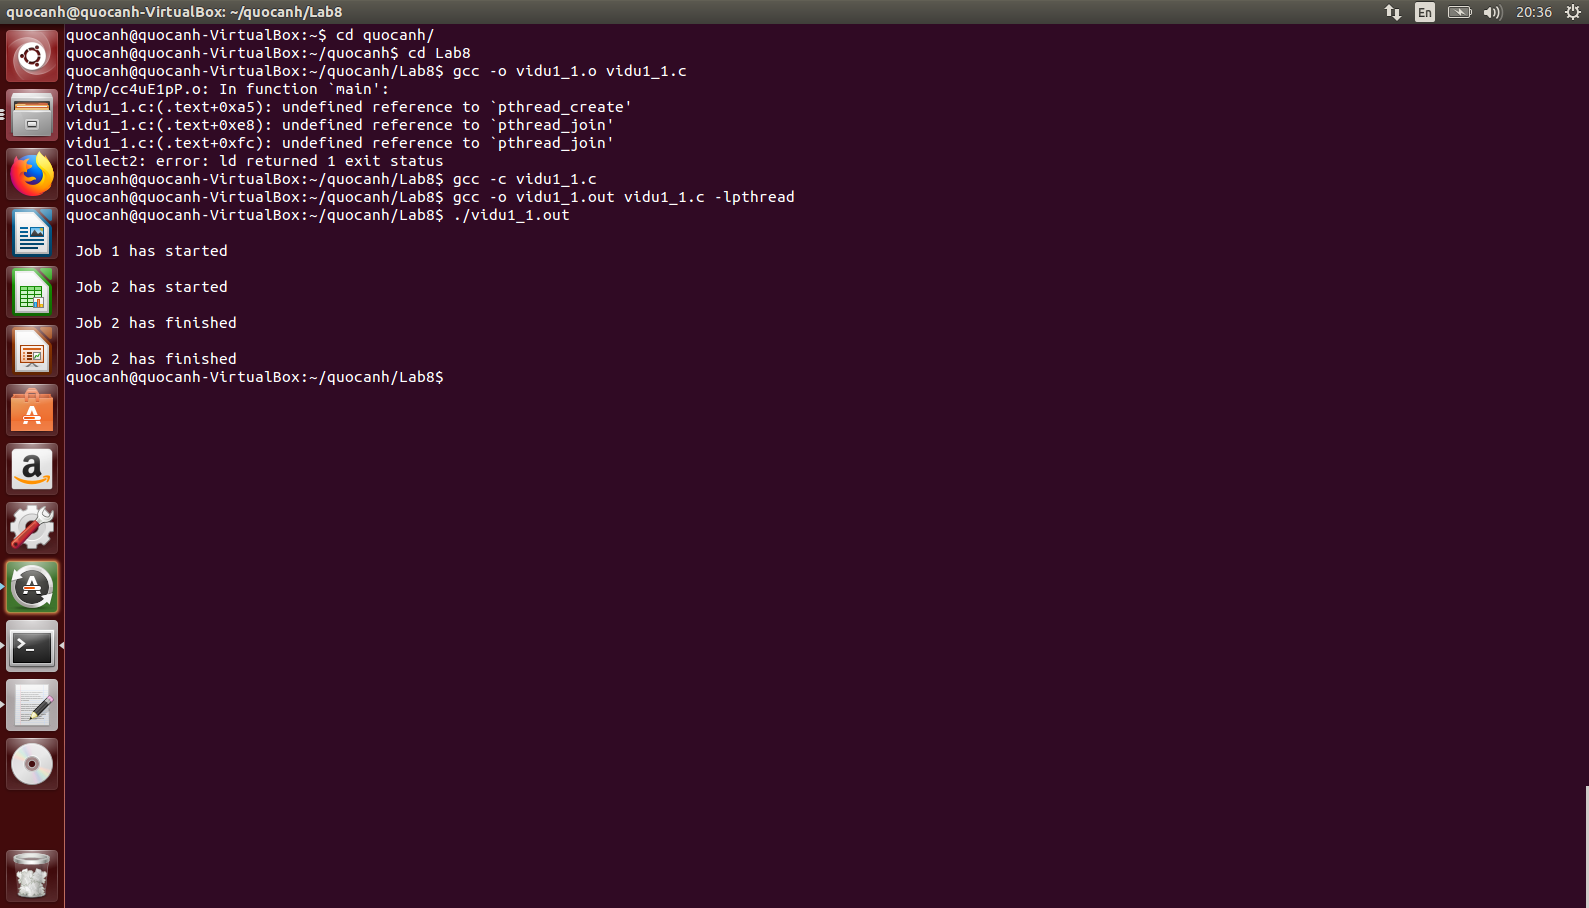 quocanh@quocanh-VirtualBox: ~/quocanh/Lab8
En
20:36
quocanh@quocanh-VirtualBox:~$ cd quocanh/
quocanh@quocanh-VirtualBox:~/quocanh$ cd Lab8
quocanh@quocanh-VirtualBox:~/quocanh/Lab8$ gcc -o vidu1_1.o vidu1_1.c
/tmp/cc4uE1pP.o: In function `main':
vidu1_1.c:(.text+0xa5): undefined reference to `pthread_create'
vidu1_1.c:(.text+0xe8): undefined reference to `pthread_join'
vidu1_1.c:(.text+0xfc): undefined reference to `pthread_join'
collect2: error: ld returned 1 exit status
quocanh@quocanh-VirtualBox:~/quocanh/Lab8$ gcc -c vidu1_1.c
quocanh@quocanh-VirtualBox:~/quocanh/Lab8$ gcc -o vidu1_1.out vidu1_1.c -lpthread
quocanh@quocanh-VirtualBox:~/quocanh/Lab8$ ./vidu1_1.out
Job 1 has started
Job 2 has started
Job 2 has finished
Job 2 has finished
quocanh@quocanh-VirtualBox:~/quocanh/Lab8$